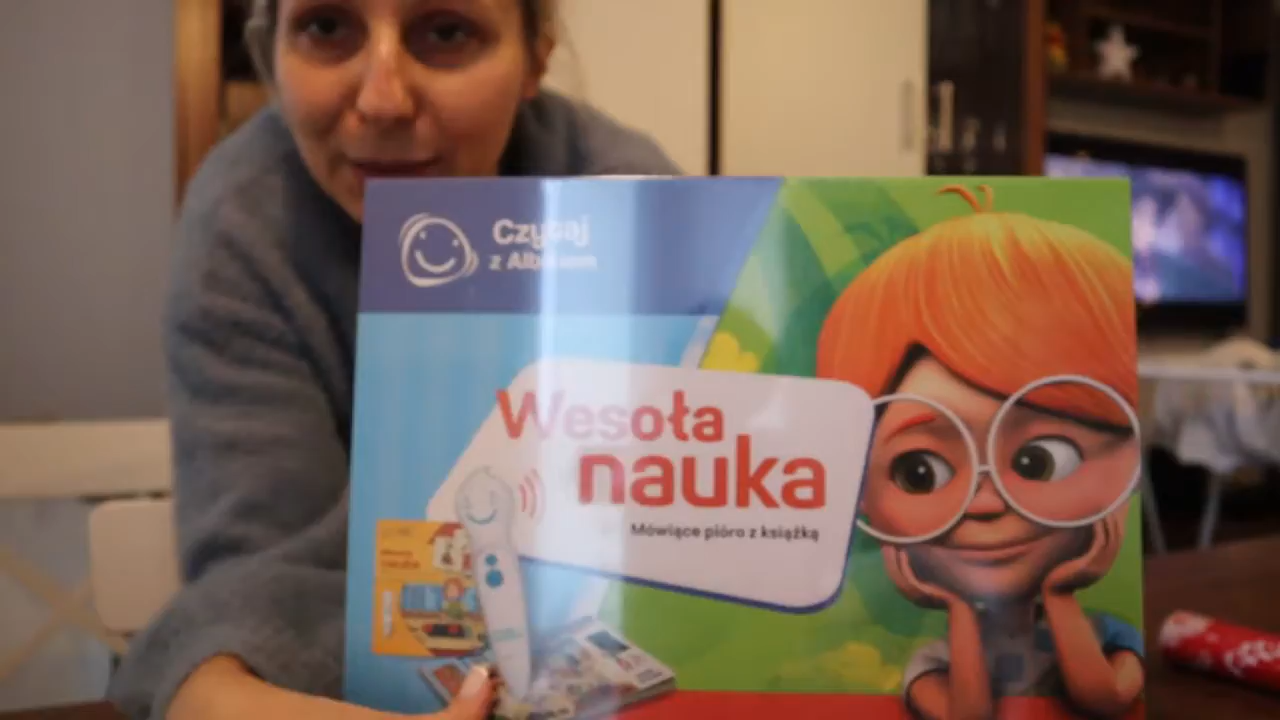 Czytaj
z Albikiem
Wesoła
nauka
Mówiące pióro z książką